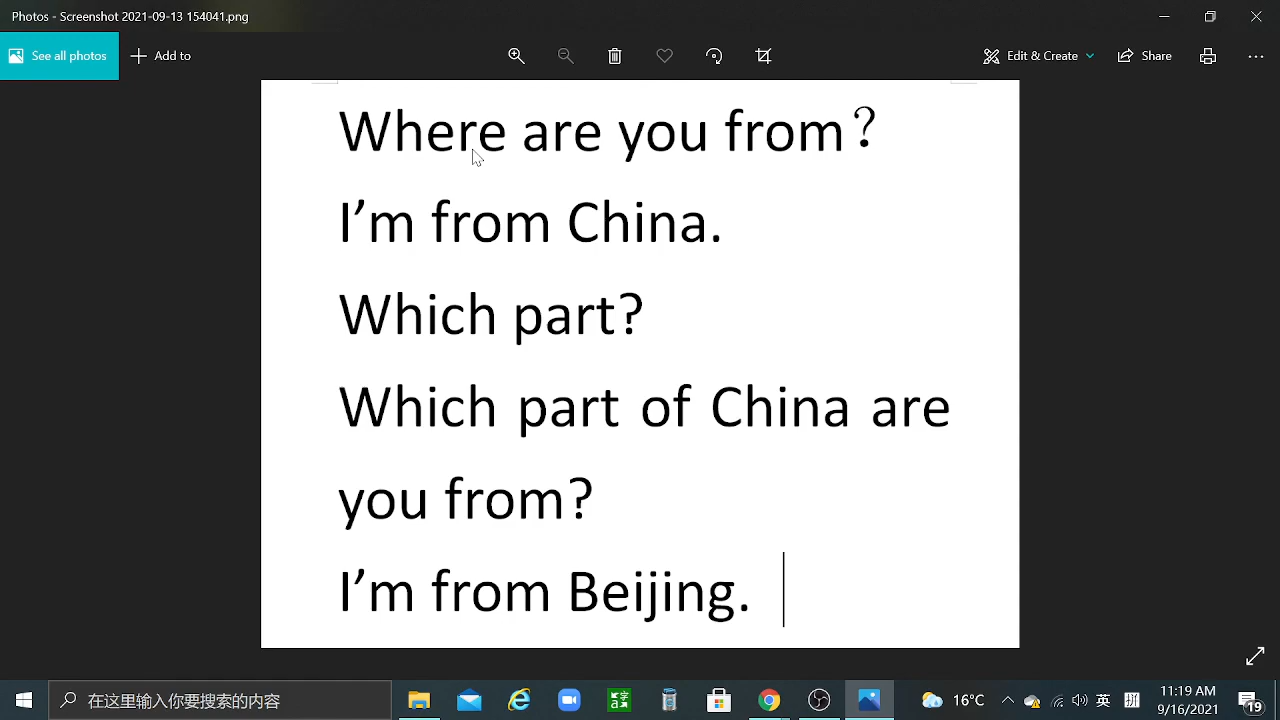 Photos - Screenshot 2021-09-13 154041.png
See all photos
Add to
Edit & Create
Share
Where are you from？
I’m from China.
Which part?
Which part of China are
you from?
I’m from Beijing.
在这里输入你要搜索的内容
16°C
英
11:19 AM
9/16/2021
19